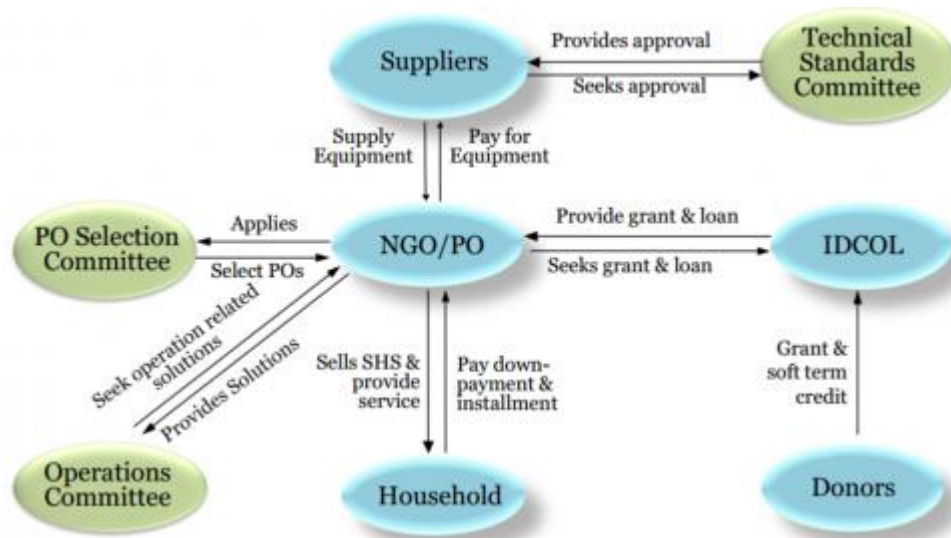 Suppliers
Provides approval
Seeks approval
Technical
Standards
Committee
Supply
Equipment
Pay for
Equipment
PO Selection
Committee
Applies
Select POs
NGO/PO
Provide grant & loan
Seeks grant & loan
IDCOL
Seek operation related
solutions
Provides Solutions
Sells SHS &
provide
service
Pay down-
payment &
installment
Grant &
soft term
credit
Operations
Committee
Household
Donors